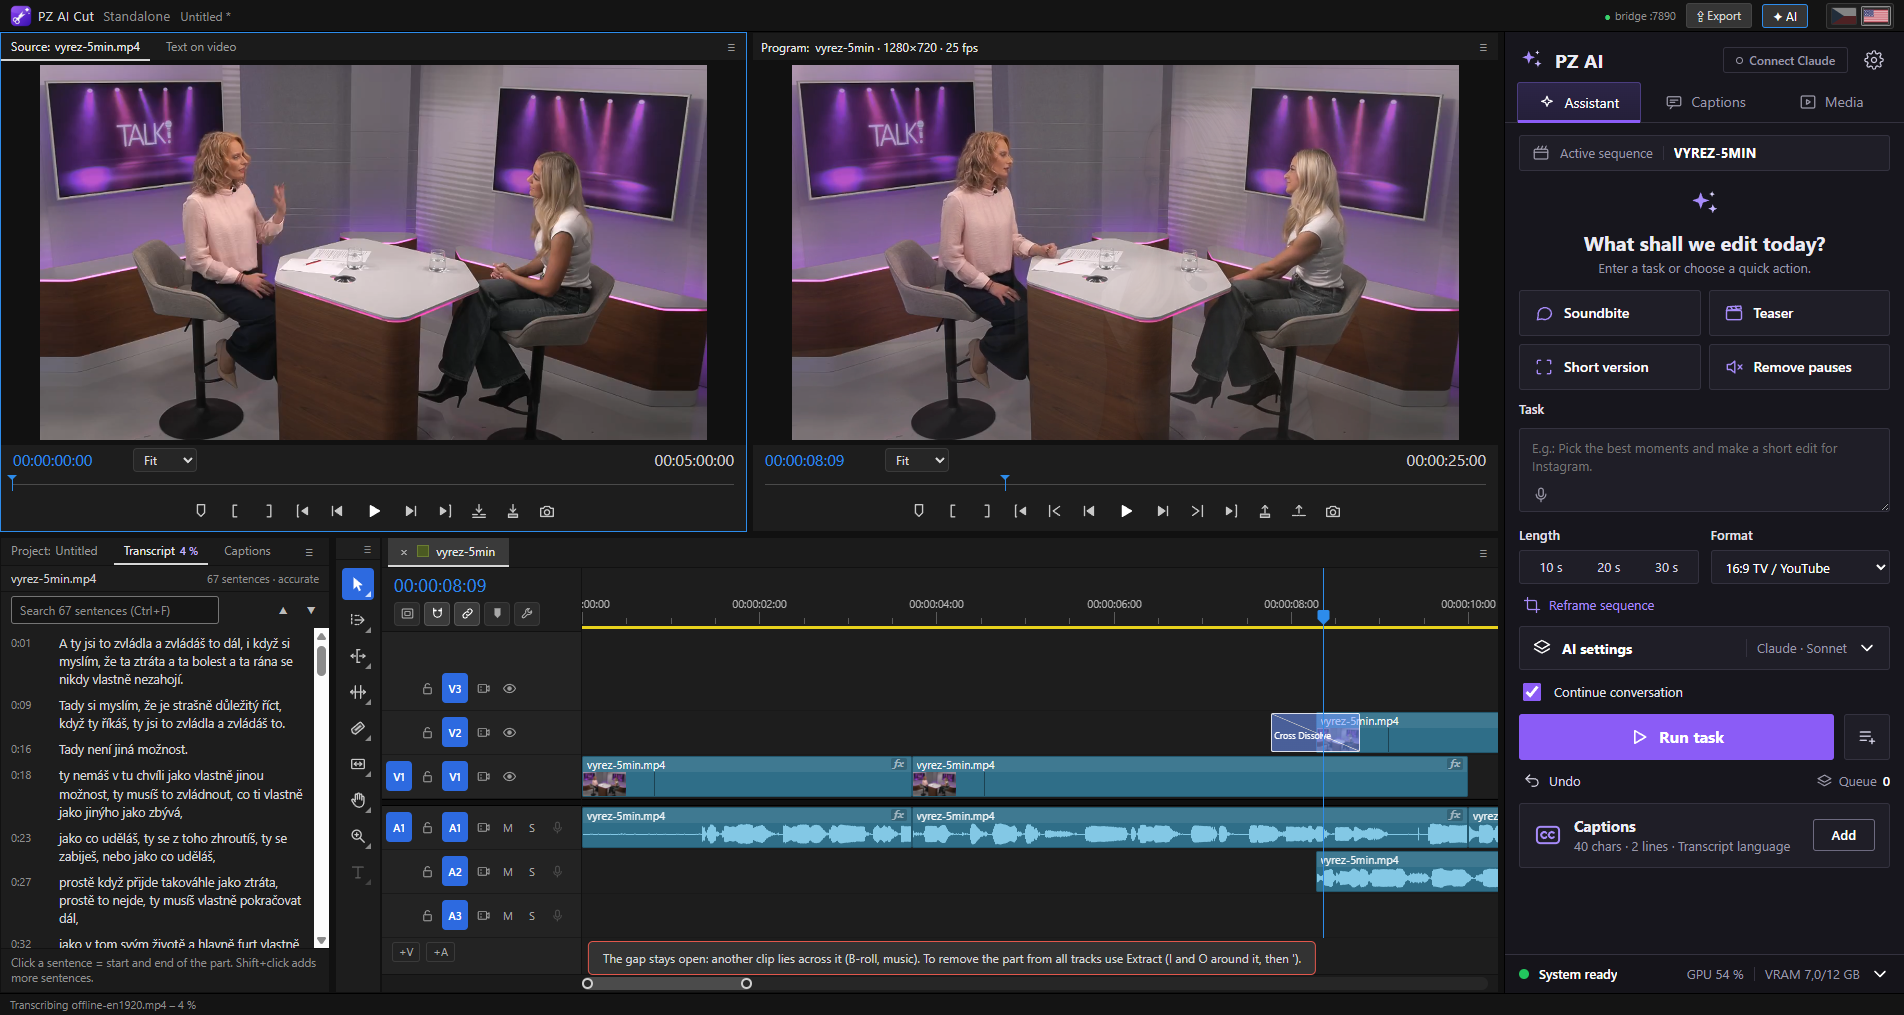 PZ AI Cut Standalone Untitled *
bridge :7890 Export AI
Source: vyrez-5min.mp4 Text on video
TALK!
00:00:00:00 Fit 00:05:00:00
Program: vyrez-5min · 1280×720 · 25 fps
TALK!
00:00:08:09 Fit 00:00:25:00
Project: Untitled Transcript 4 % Captions
vyrez-5min.mp4 67 sentences · accurate
Search 67 sentences (Ctrl+F)
0:01 A ty jsi to zvládla a zvládáš to dál, i když si
myslím, že ta ztráta a ta bolest a ta rána se
nikdy vlastně nezahojí.
0:09 Tady si myslím, že je strašně důležitý říct,
když ty říkáš, ty jsi to zvládla a zvládáš to.
0:16 Tady není jiná možnost.
0:18 ty nemáš v tu chvíli jako vlastně jinou
možnost, ty musíš to zvládnout, co ti vlastně
jako jinýho jako zbývá,
0:23 jako co uděláš, ty se z toho zhroutíš, ty se
zabiješ, nebo jako co uděláš,
0:27 prostě když přijde takováhle jako ztráta,
prostě to nejde, ty musíš vlastně pokračovat
dál,
0:32 jako v tom svým životě a hlavně furt vlastně
Click a sentence = start and end of the part. Shift+click adds
more sentences.
Transcribing offline-en1920.mp4 – 4 %
vyrez-5min
00:00:08:09
:00:00 00:00:02:00 00:00:04:00 00:00:06:00 00:00:08:00 00:00:10:00
V3
V2
vyrez-5min.mp4
Cross Dissolve
V1 V1
vyrez-5min.mp4 fx vyrez-5min.mp4 fx
A1 A1 M S
vyrez-5min.mp4 fx vyrez-5min.mp4 fx vyrez
A2 M S
vyrez-5min.mp4
A3 M S
+V +A
The gap stays open: another clip lies across it (B-roll, music). To remove the part from all tracks use Extract (I and O around it, then ').
PZ AI Connect Claude
Assistant Captions Media
Active sequence VYREZ-5MIN
What shall we edit today?
Enter a task or choose a quick action.
Soundbite Teaser
Short version Remove pauses
Task
E.g.: Pick the best moments and make a short edit for
Instagram.
Length Format
10 s 20 s 30 s 16:9 TV / YouTube
Reframe sequence
AI settings Claude · Sonnet
Continue conversation
Run task
Undo Queue 0
CC Captions
40 chars · 2 lines · Transcript language
Add
System ready GPU 54 % VRAM 7,0/12 GB